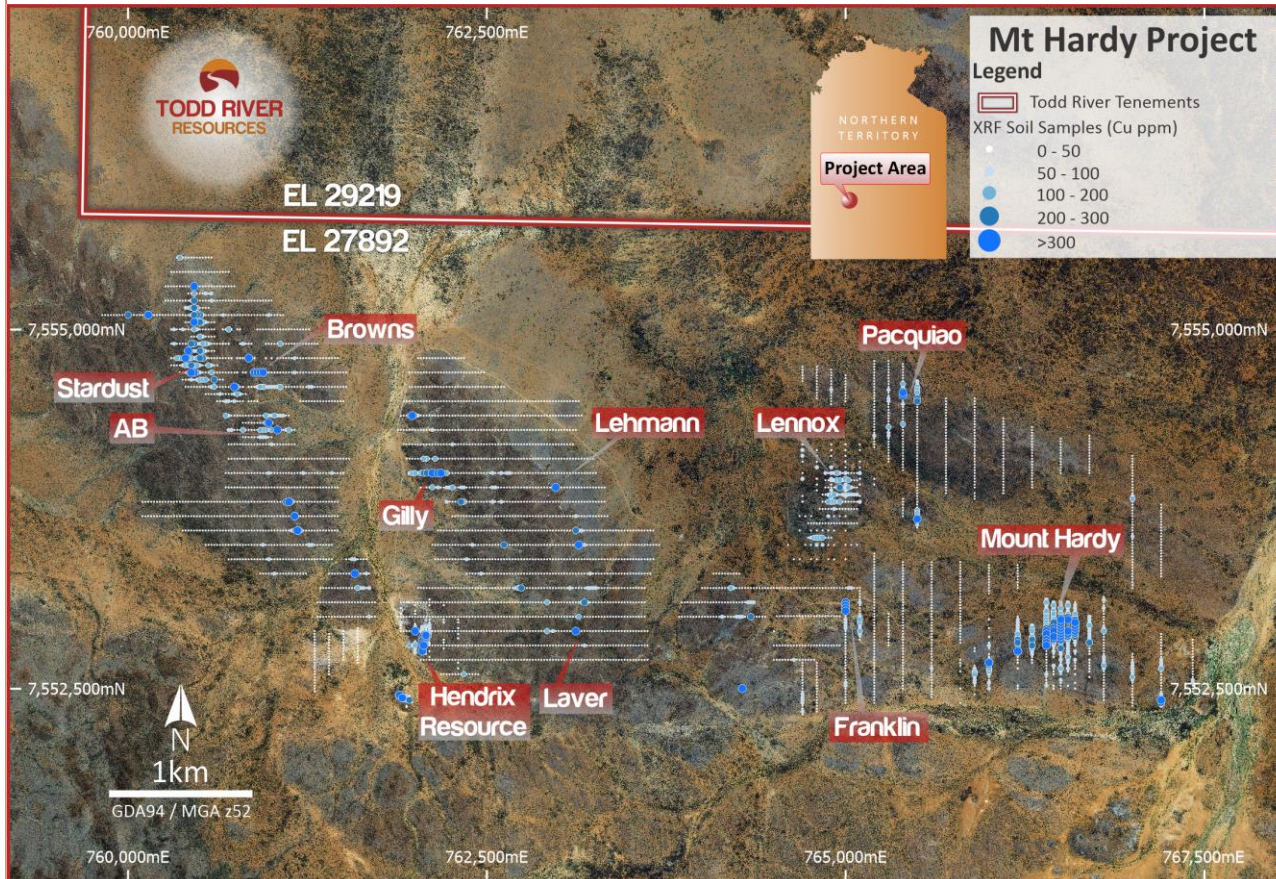 760,000mE
762,500mE
Mt Hardy Project
Legend
Todd River Tenements
XRF Soil Samples (Cu ppm)
0 - 50
50 - 100
100 - 200
200 - 300
>300
TODD RIVER
RESOURCES
NORTHERN
TERRITORY
Project Area
EL 29219
EL 27892
7,555,000mN
7,555,000mN
Browns
Pacquiao
Stardust
AB
Lehmann
Lennox
Gilly
Mount Hardy
7,552,500mN
7,552,500mN
Hendrix
Resource
Laver
Franklin
N
1km
GDA94 / MGA z52
760,000mE
762,500mE
765,000mE
767,500mE